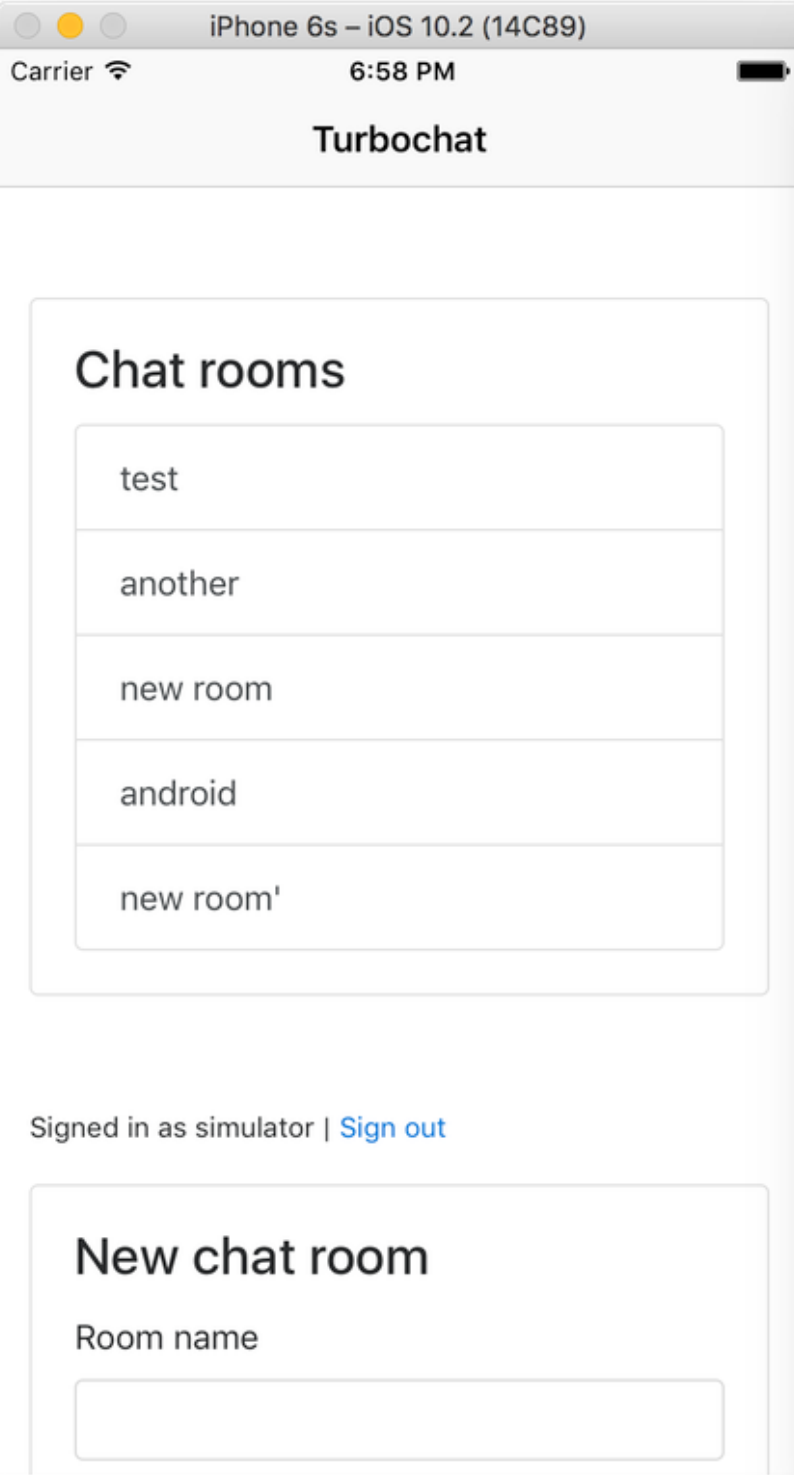 iPhone 6s – iOS 10.2 (14C89)
Carrier 6:58 PM
Turbochat
Chat rooms
test
another
new room
android
new room'
Signed in as simulator | Sign out
New chat room
Room name